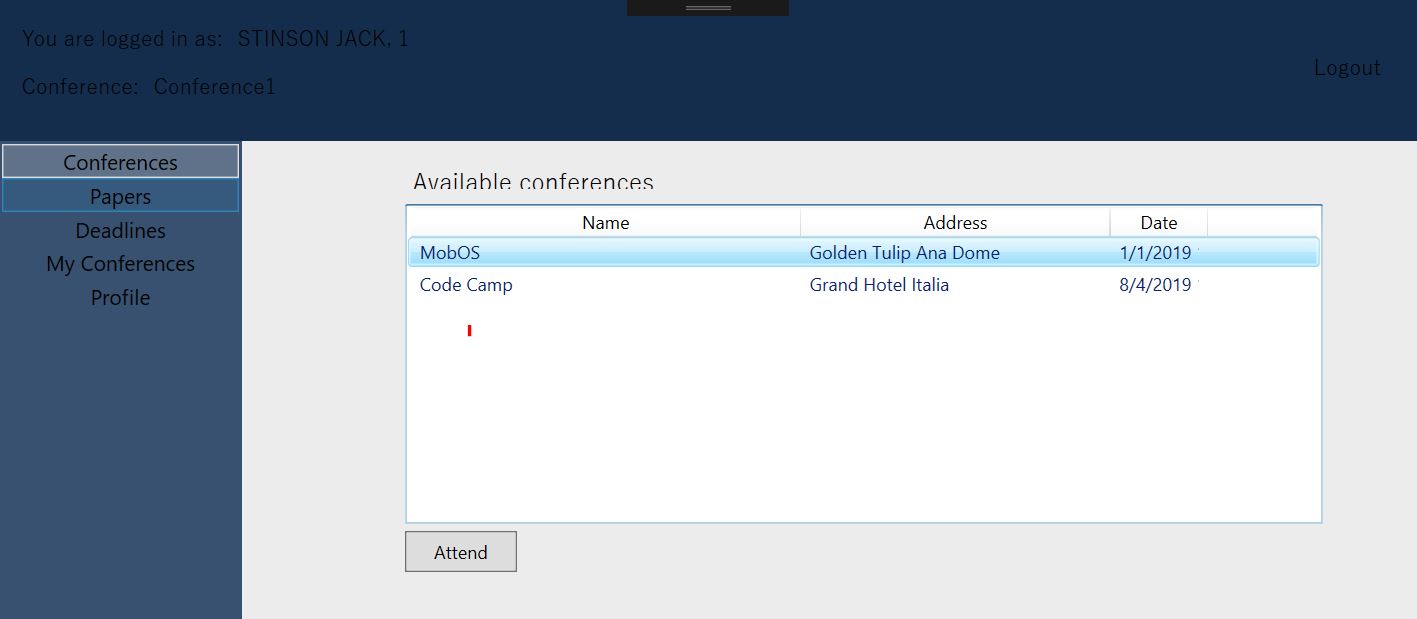 You are logged in as: STINSON JACK, 1
Conference: Conference1
Logout
Conferences
Papers
Deadlines
My Conferences
Profile
Available conferences
Name Address Date
MobOS Golden Tulip Ana Dome 1/1/2019
Code Camp Grand Hotel Italia 8/4/2019
Attend